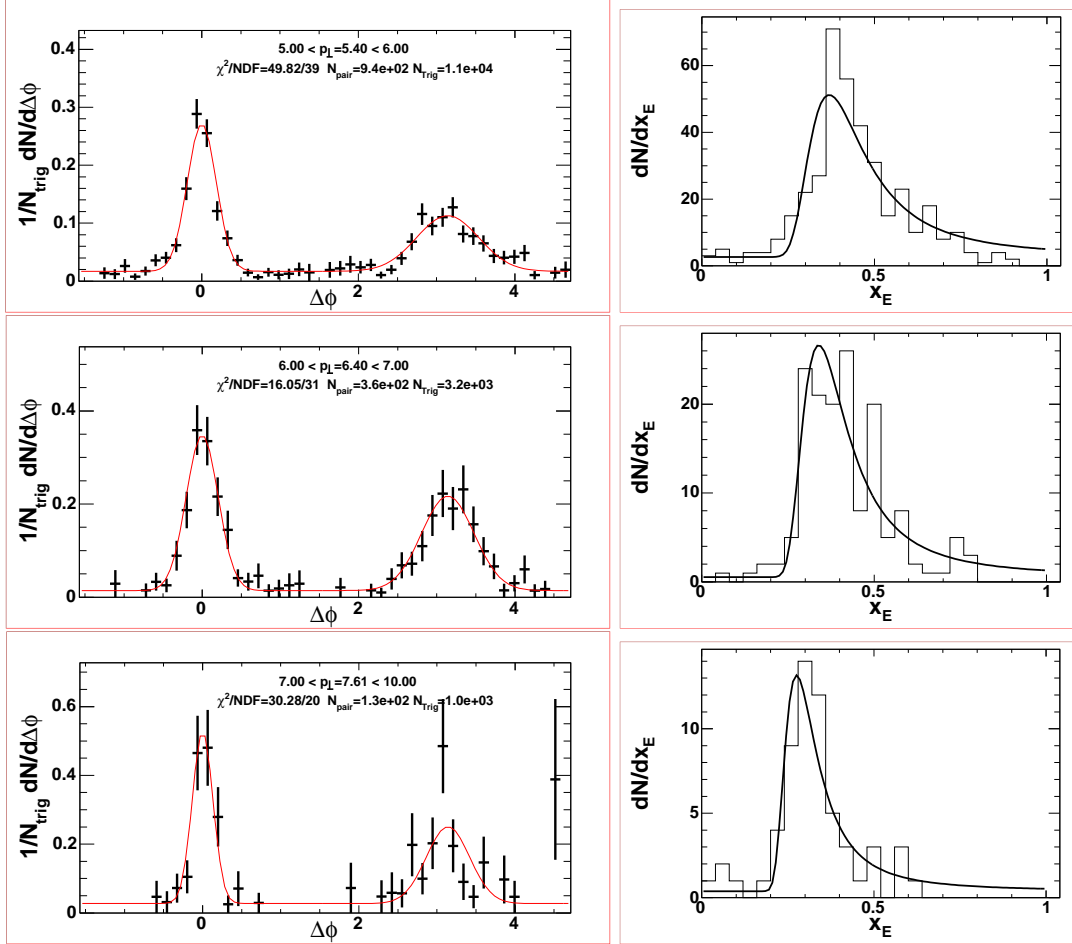 5.00 < p⊥=5.40 < 6.00
χ²/NDF=49.82/39 N_pair=9.4e+02 N_Trig=1.1e+04
1/N_trig dN/dΔϕ
0.4
0.3
0.2
0.1
0
0 2 4
Δϕ
dN/dx_E
60
40
20
0
0 0.5 1
x_E
6.00 < p⊥=6.40 < 7.00
χ²/NDF=16.05/31 N_pair=3.6e+02 N_Trig=3.2e+03
1/N_trig dN/dΔϕ
0.4
0.2
0
0 2 4
Δϕ
dN/dx_E
20
10
0
0 0.5 1
x_E
7.00 < p⊥=7.61 < 10.00
χ²/NDF=30.28/20 N_pair=1.3e+02 N_Trig=1.0e+03
1/N_trig dN/dΔϕ
0.6
0.4
0.2
0
0 2 4
Δϕ
dN/dx_E
10
5
0
0 0.5 1
x_E